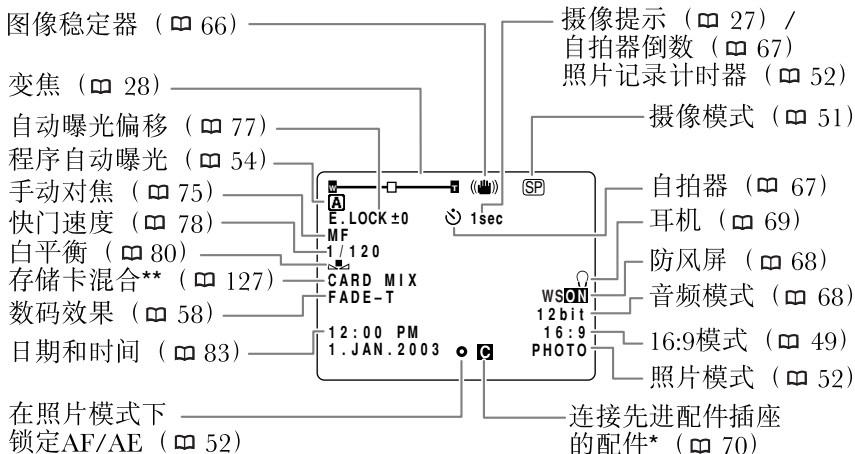 图像稳定器（66）
变焦（28）
自动曝光偏移（77）
程序自动曝光（54）
手动对焦（75）
快门速度（78）
白平衡（80）
存储卡混合**（127）
数码效果（58）
日期和时间（83）
在照片模式下
锁定AF/AE（52）
摄像提示（27）/
自拍器倒数（67）
照片记录计时器（52）
摄像模式（51）
自拍器（67）
耳机（69）
防风屏（68）
音频模式（68）
16:9模式（49）
照片模式（52）
连接先进配件插座
的配件*（70）
W T SP
A
E.LOCK±0 1sec
MF
1/120
CARD MIX
FADE-T
WS ON
12bit
12:00 PM 16:9
1.JAN.2003 C PHOTO